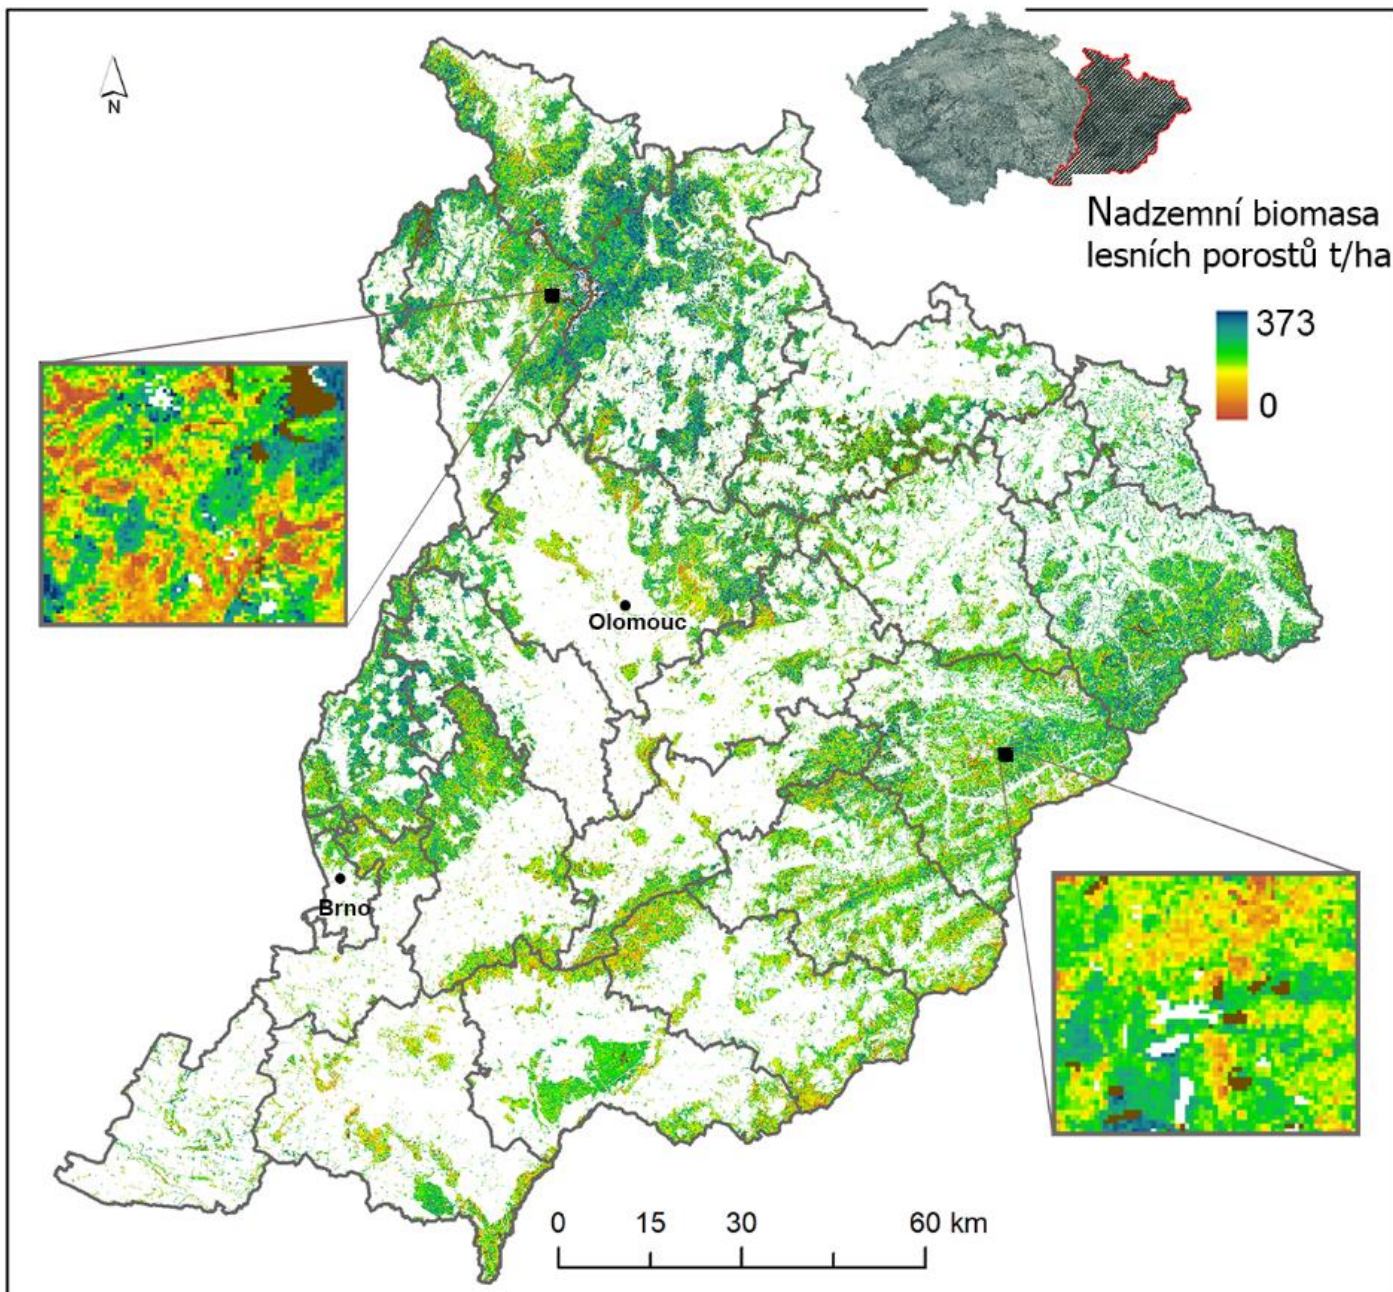 N
Nadzemní biomasa
lesních porostů t/ha
373
0
Olomouc
Brno
0 15 30 60 km